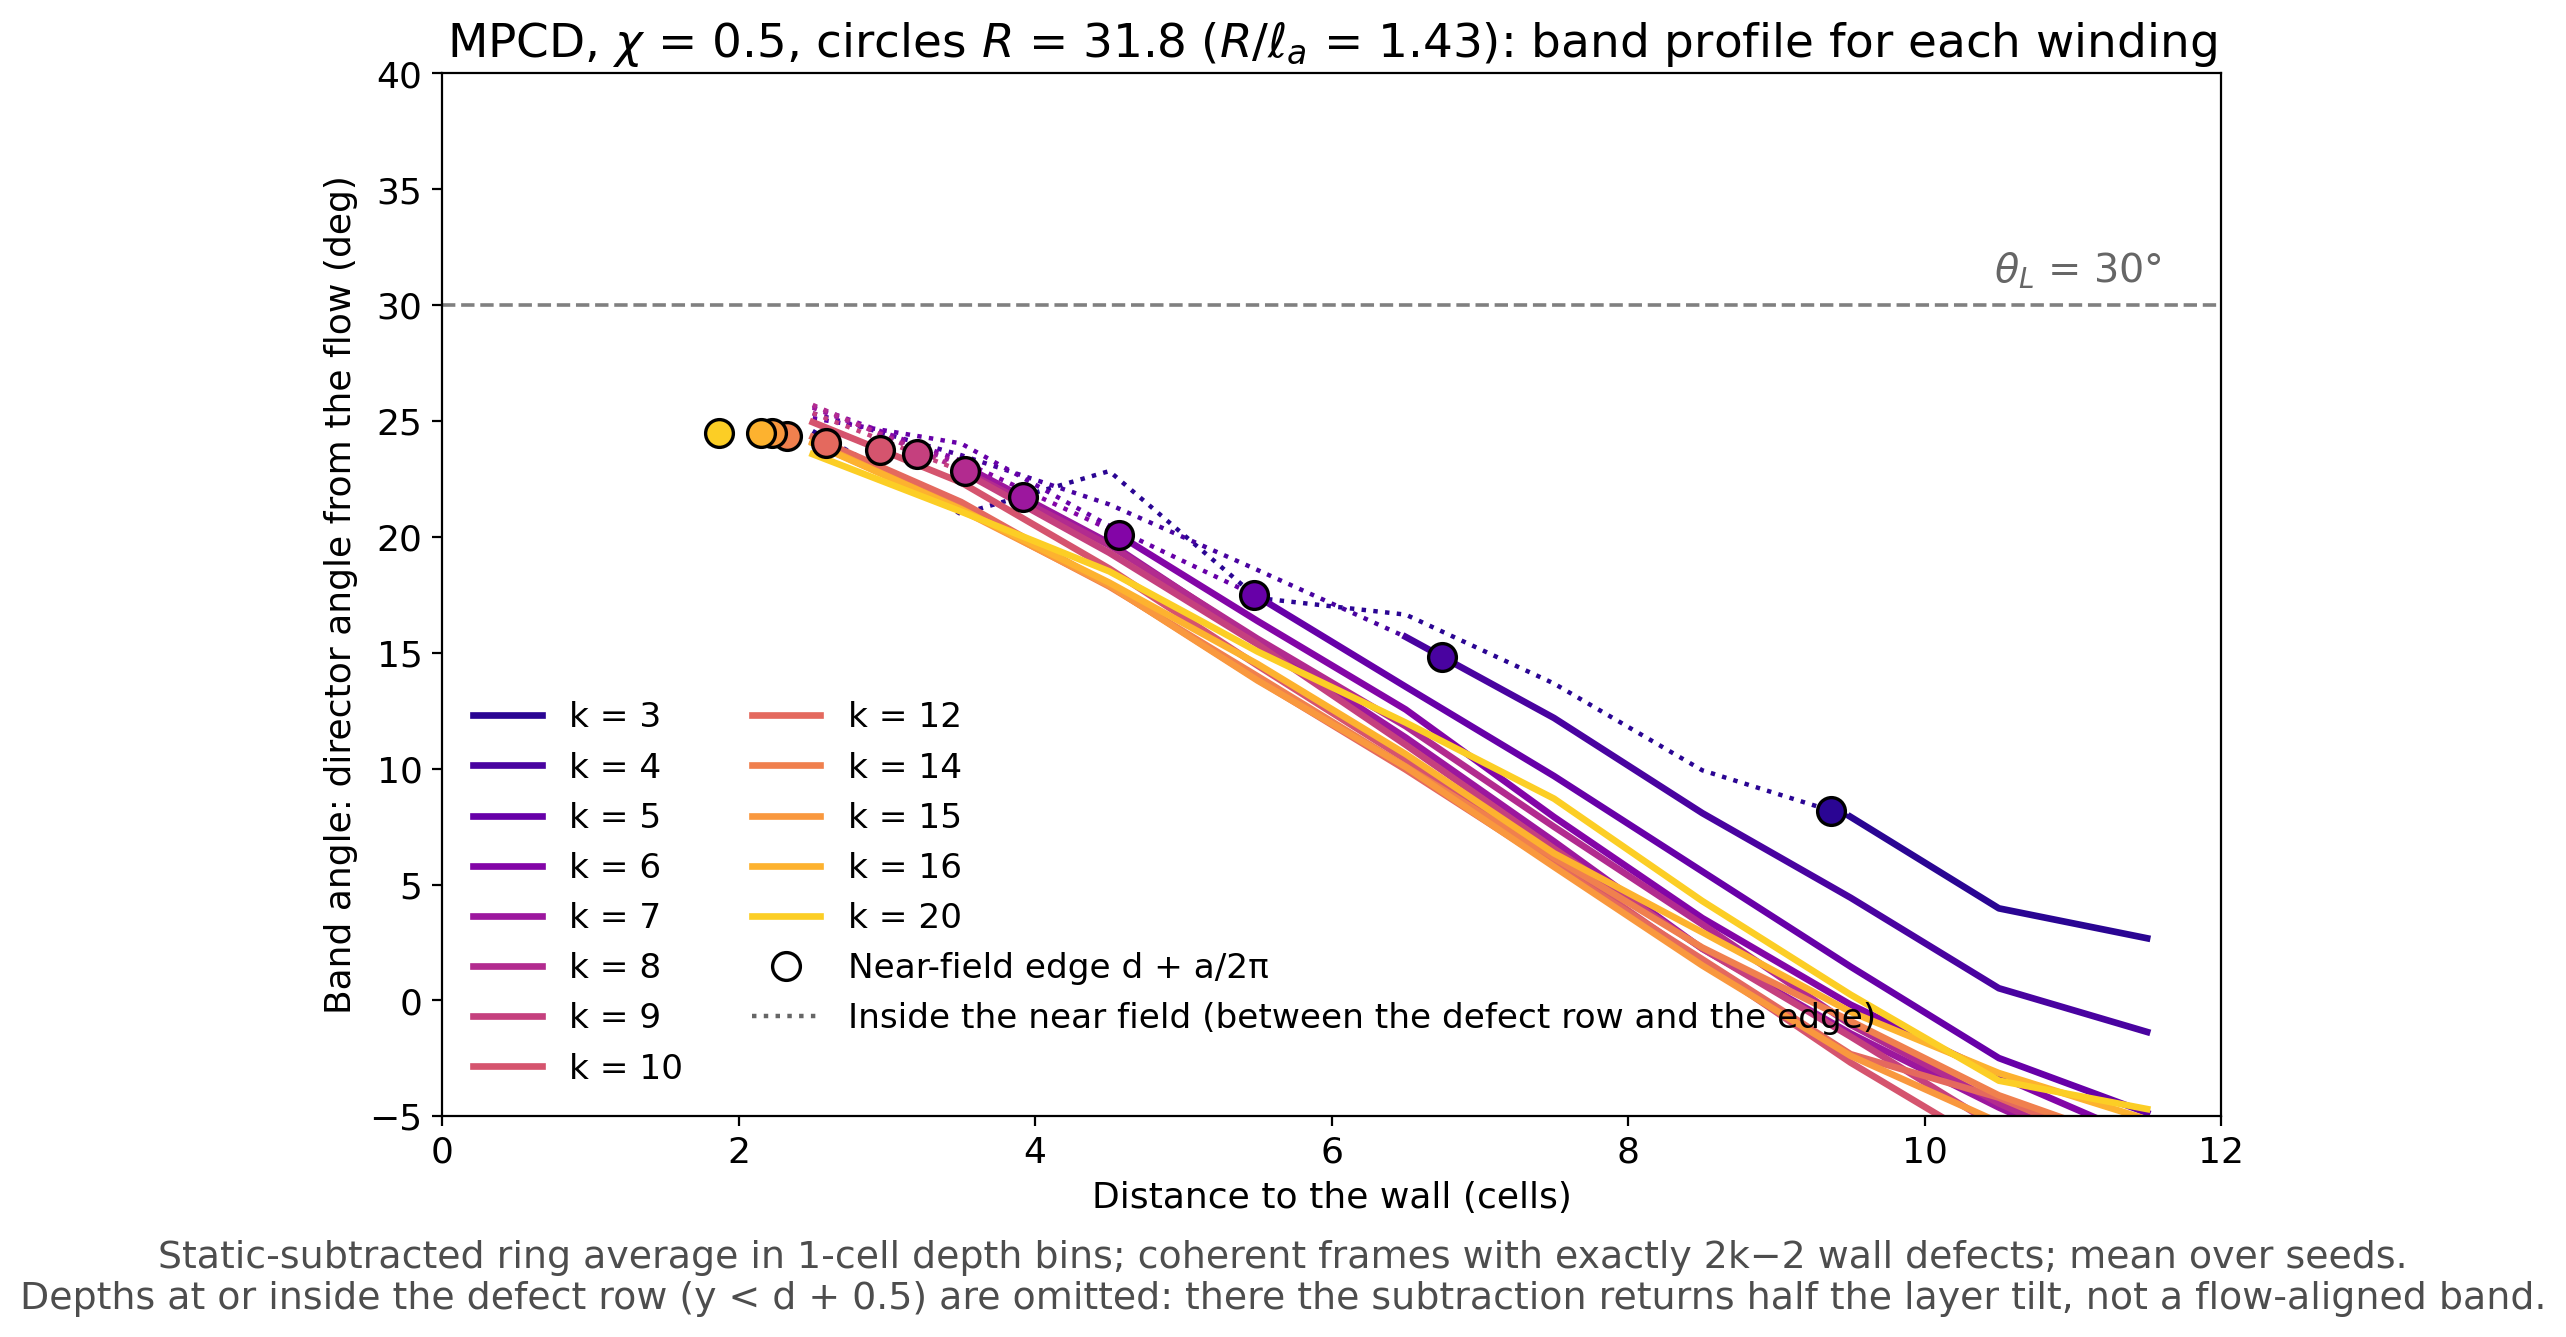 MPCD, χ = 0.5, circles R = 31.8 (R/ℓₐ = 1.43): band profile for each winding
Band angle: director angle from the flow (deg)
40
35
30
25
20
15
10
5
0
−5
θ_L = 30°
k = 3
k = 4
k = 5
k = 6
k = 7
k = 8
k = 9
k = 10
k = 12
k = 14
k = 15
k = 16
k = 20
Near-field edge d + a/2π
Inside the near field (between the defect row and the edge)
0
2
4
6
8
10
12
Distance to the wall (cells)
Static-subtracted ring average in 1-cell depth bins; coherent frames with exactly 2k−2 wall defects; mean over seeds.
Depths at or inside the defect row (y < d + 0.5) are omitted: there the subtraction returns half the layer tilt, not a flow-aligned band.